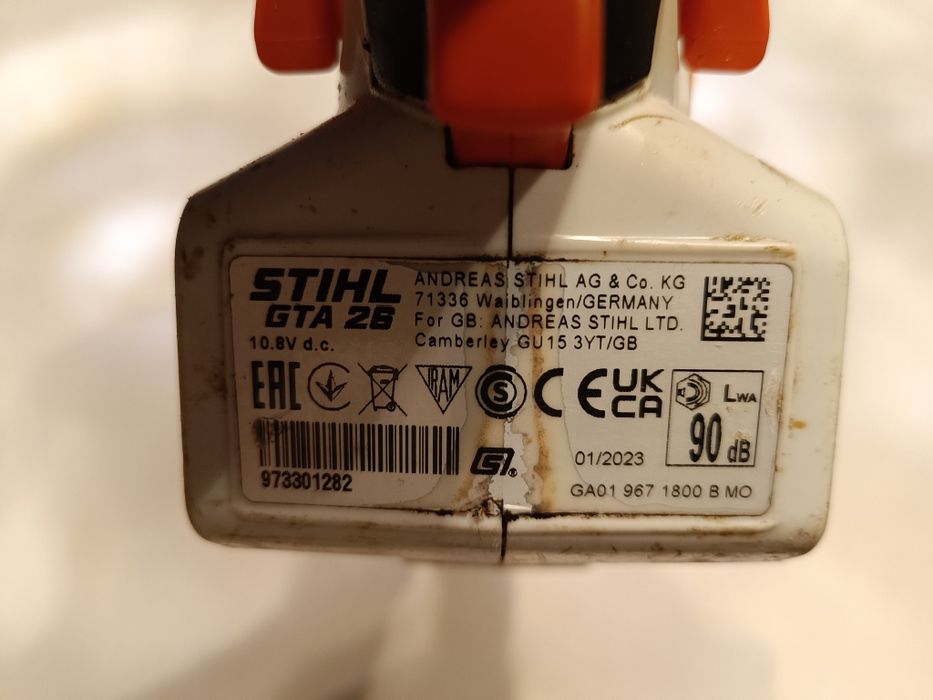 STIHL
GTA 26
10.8V d.c.
ANDREAS STIHL AG & Co. KG
71336 Waiblingen/GERMANY
For GB: ANDREAS STIHL LTD.
Camberley GU15 3YT/GB
EAC
TRAM
S
CE
UK
CA
LWA
90 dB
973301282
®
01/2023
GA01 967 1800 B MO